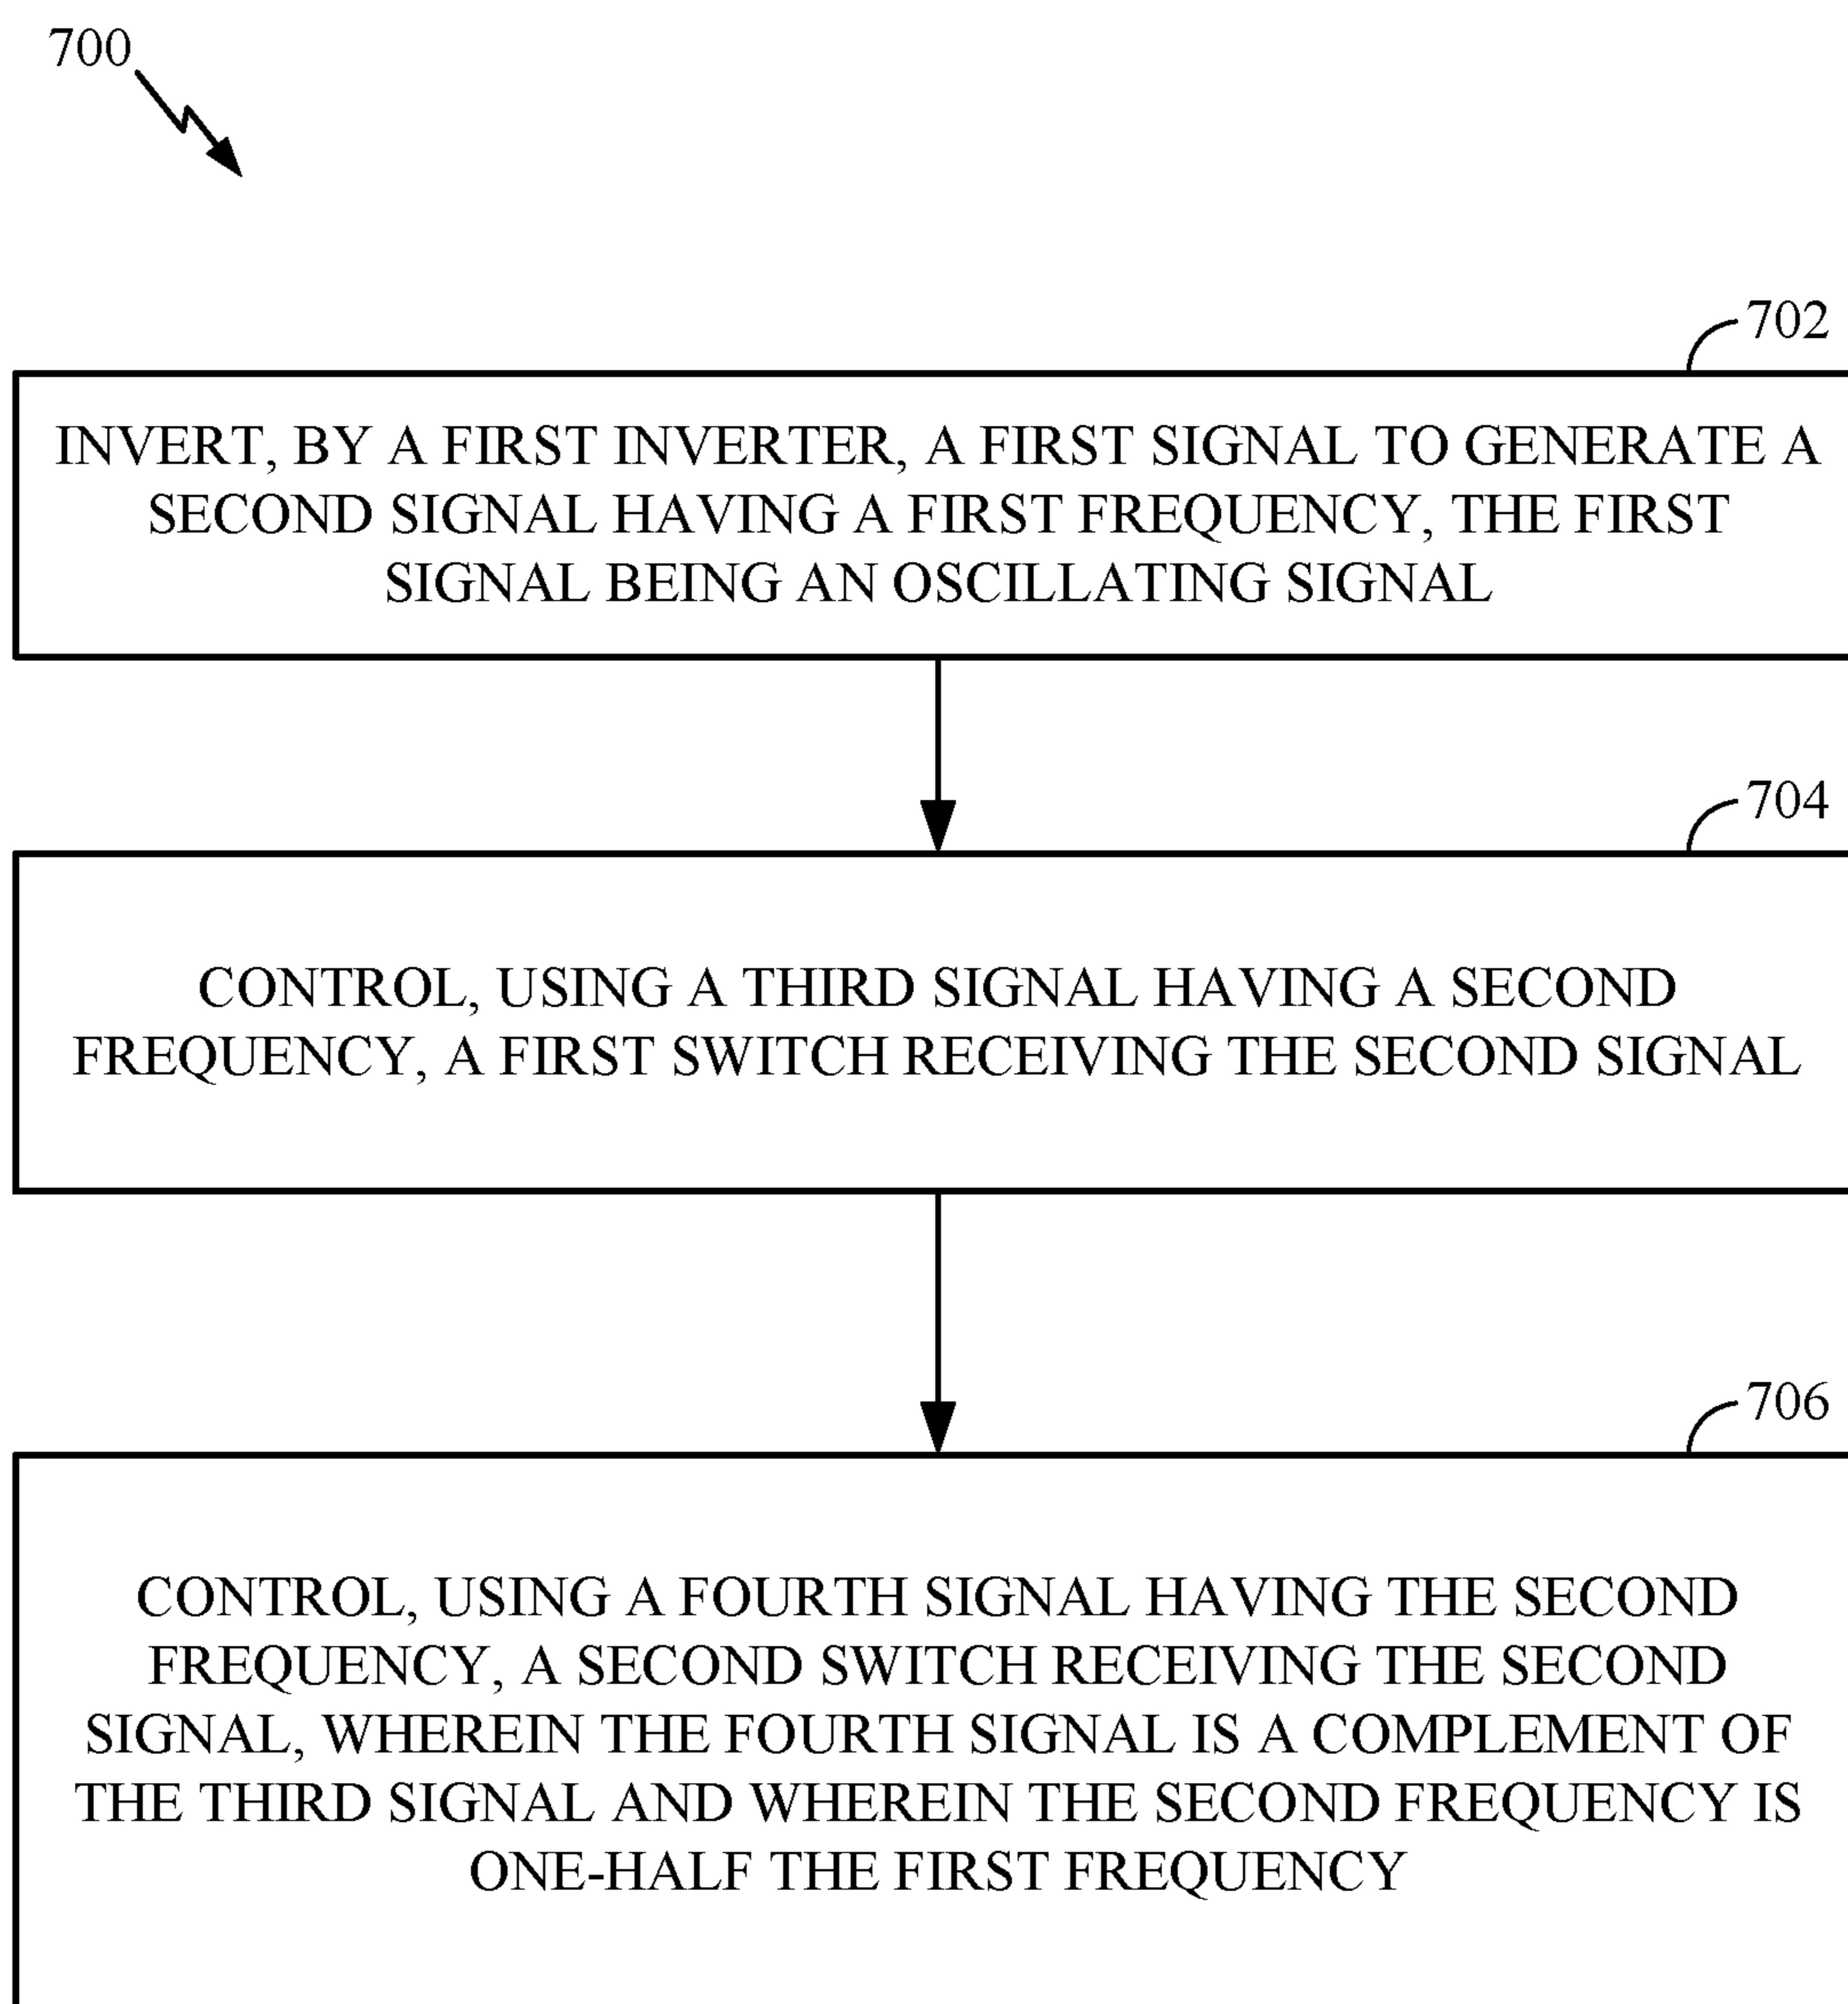 700
702
INVERT, BY A FIRST INVERTER, A FIRST SIGNAL TO GENERATE A
SECOND SIGNAL HAVING A FIRST FREQUENCY, THE FIRST
SIGNAL BEING AN OSCILLATING SIGNAL
704
CONTROL, USING A THIRD SIGNAL HAVING A SECOND
FREQUENCY, A FIRST SWITCH RECEIVING THE SECOND SIGNAL
706
CONTROL, USING A FOURTH SIGNAL HAVING THE SECOND
FREQUENCY, A SECOND SWITCH RECEIVING THE SECOND
SIGNAL, WHEREIN THE FOURTH SIGNAL IS A COMPLEMENT OF
THE THIRD SIGNAL AND WHEREIN THE SECOND FREQUENCY IS
ONE-HALF THE FIRST FREQUENCY